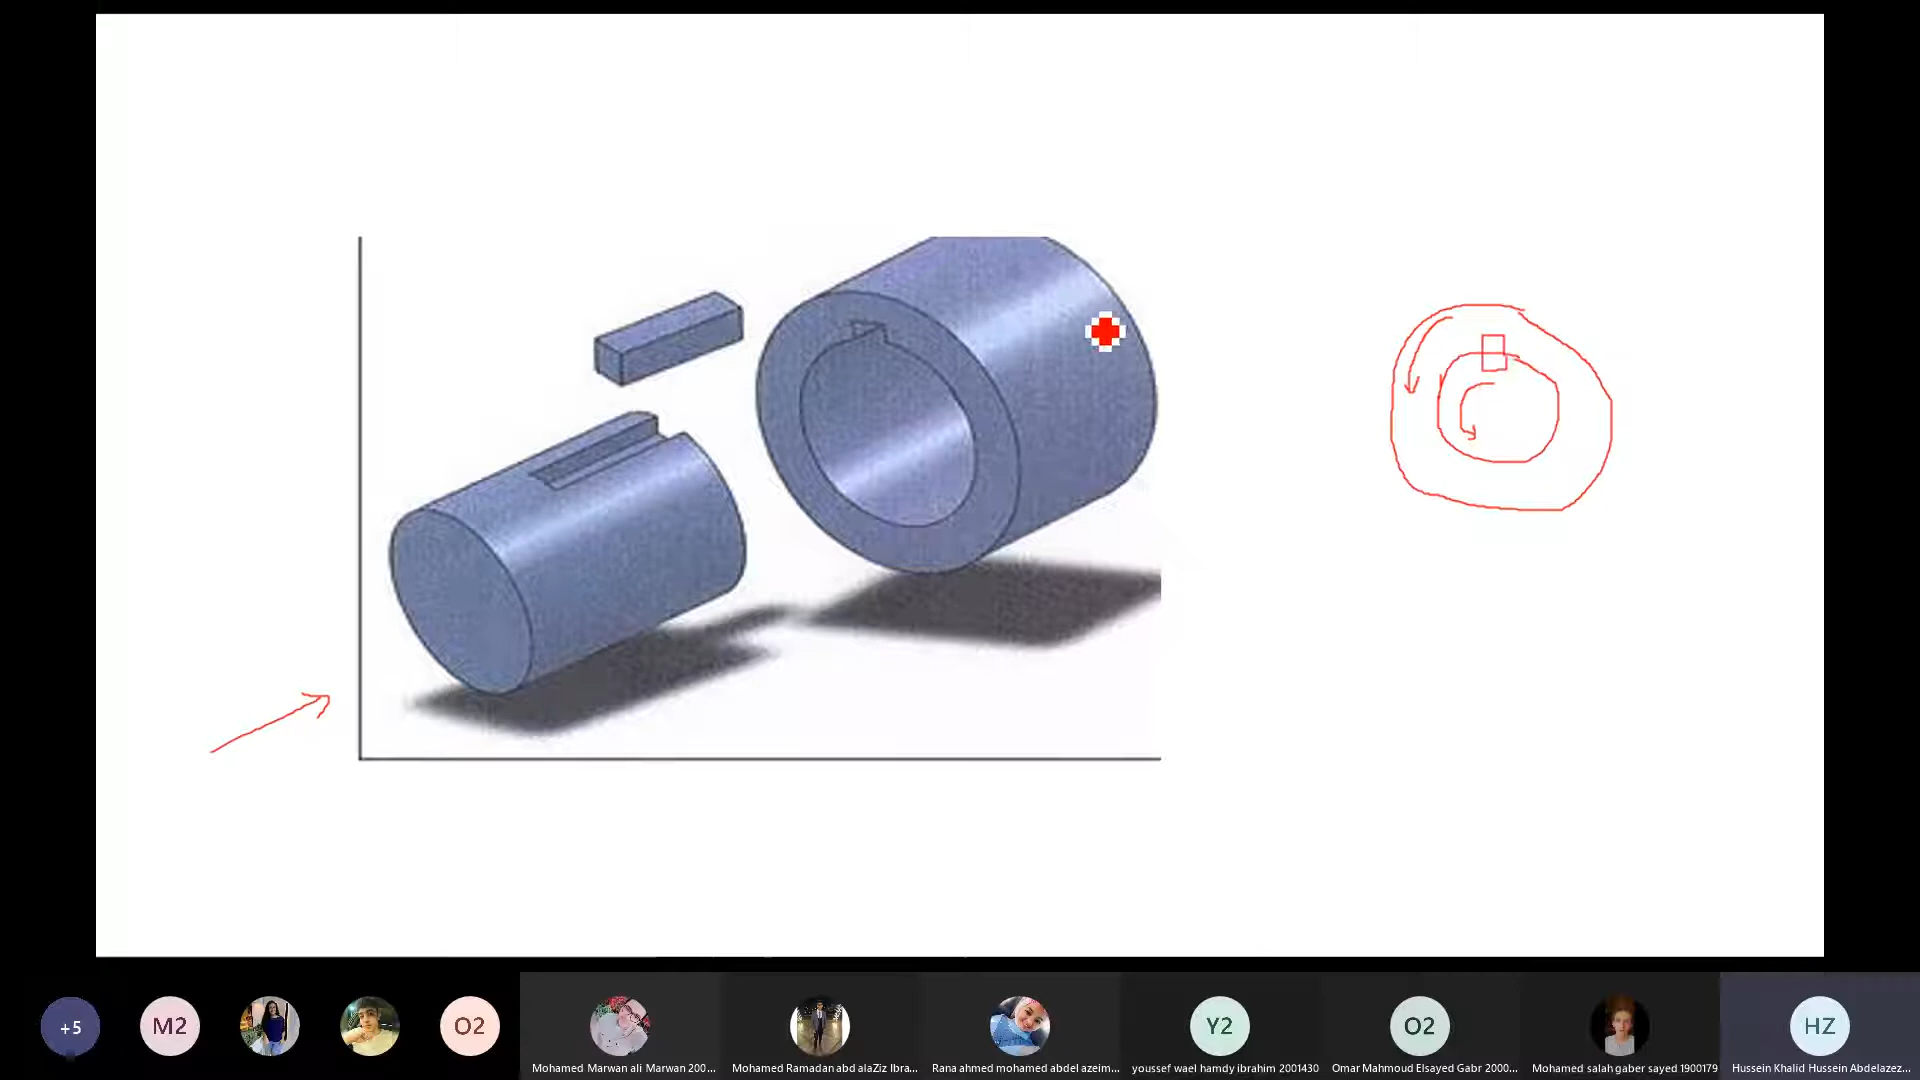 +5
M2
O2
Y2
O2
HZ
Mohamed Marwan ali Marwan 200...
Mohamed Ramadan abd alaZiz Ibra...
Rana ahmed mohamed abdel azeim...
youssef wael hamdy ibrahim 2001430
Omar Mahmoud Elsayed Gabr 2000...
Mohamed salah gaber sayed 1900179
Hussein Khalid Hussein Abdelazez...